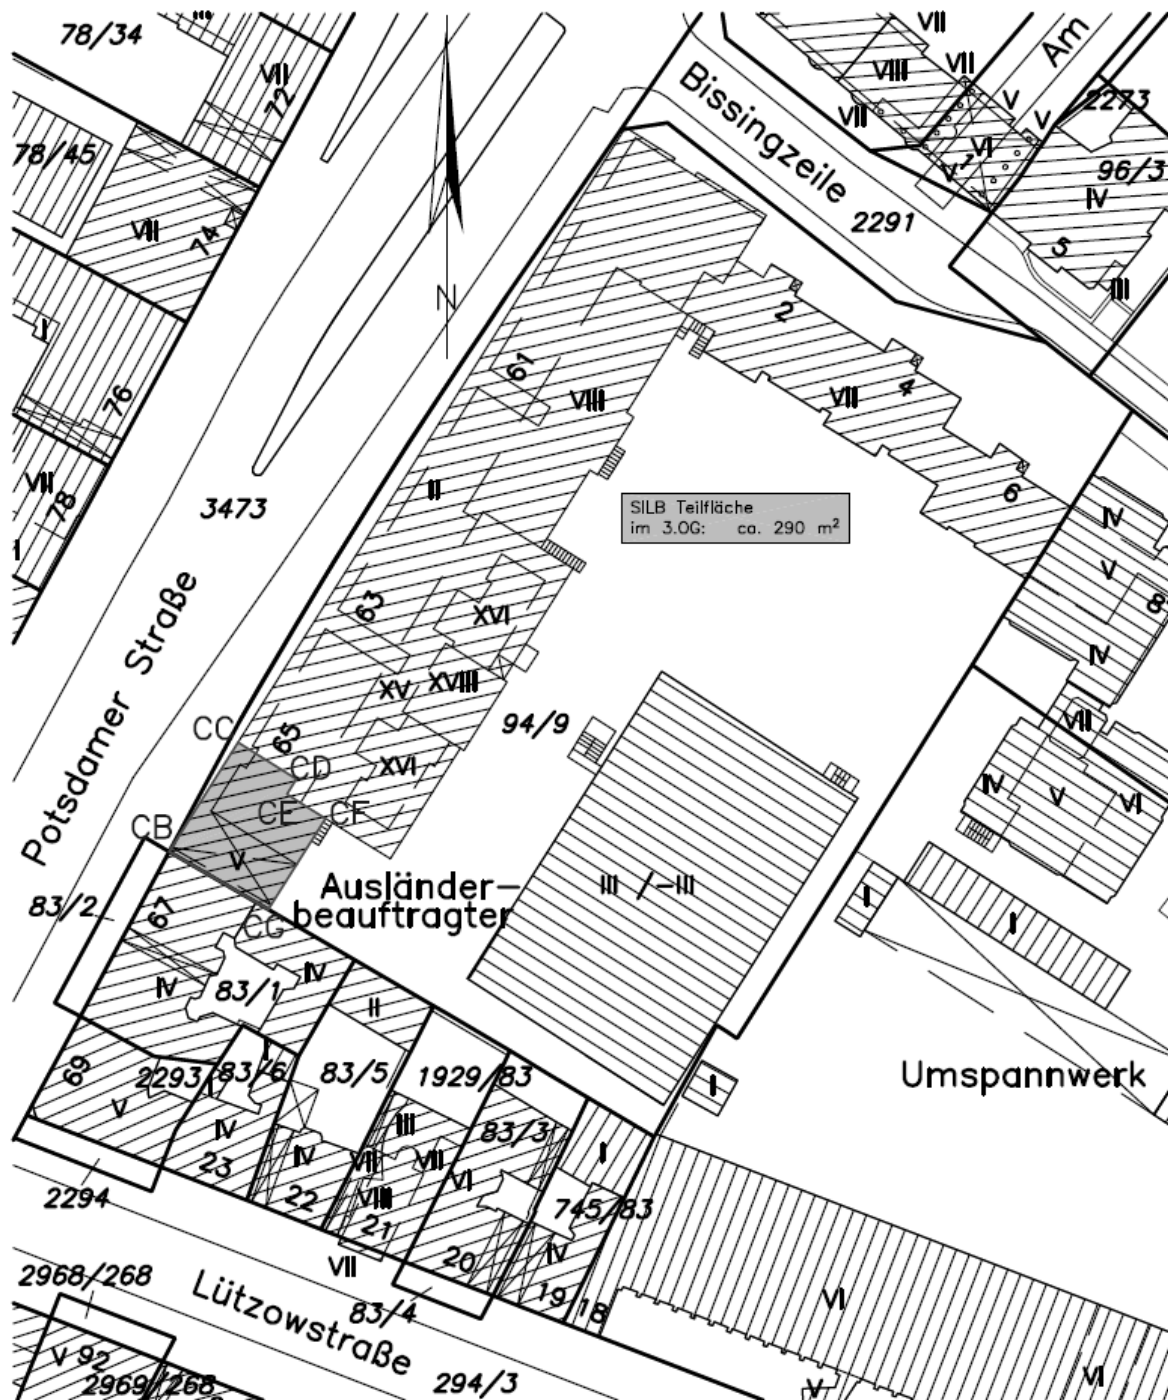 78/34
VII
72
78/45
VII
74
I
76
VII
78
I
3473
Potsdamer Straße
N
Bissingzeile
2291
VII
VIII
VII
VII
V
V
VI
1
V
Am
2273
96/3
IV
5
III
61
VIII
II
2
4
VII
6
SILB Teilfläche
im 3.OG: ca. 290 m²
63
XVI
XV
XVIII
65
XVI
94/9
CC
CD
CE
CF
CB
V
CG
Ausländer-
beauftragter
III / -III
IV
V
8
IV
VII
IV
V
VI
I
I
Umspannwerk
I
83/2
67
IV
83/1
IV
II
69
2293
I
83/6
I
83/5
1929/83
V
IV
23
IV
22
III
VII
VII
VIII
21
83/3
VI
20
I
745/83
IV
19
18
VI
VI
V
2294
VII
83/4
2968/268
Lützowstraße
V 92
2969/268
294/3